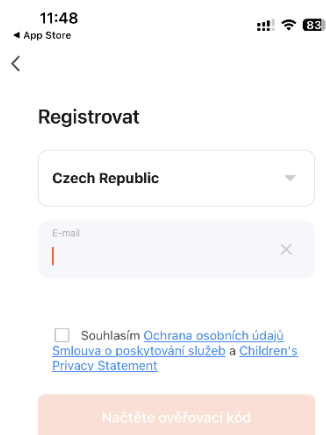 11:48
83
◀ App Store
Registrovat
Czech Republic
E-mail
Souhlasím Ochrana osobních údajů
Smlouva o poskytování služeb a Children's
Privacy Statement
Načtěte ověřovací kód